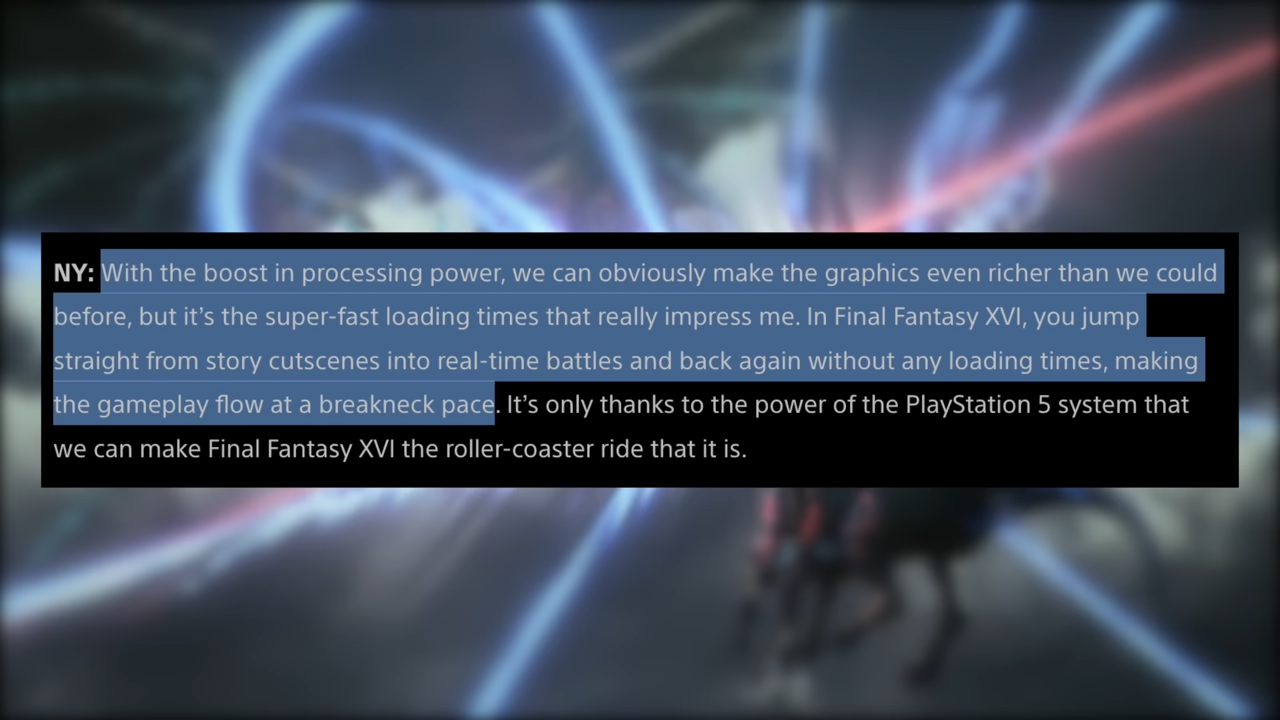 NY: With the boost in processing power, we can obviously make the graphics even richer than we could
before, but it’s the super-fast loading times that really impress me. In Final Fantasy XVI, you jump
straight from story cutscenes into real-time battles and back again without any loading times, making
the gameplay flow at a breakneck pace. It’s only thanks to the power of the PlayStation 5 system that
we can make Final Fantasy XVI the roller-coaster ride that it is.